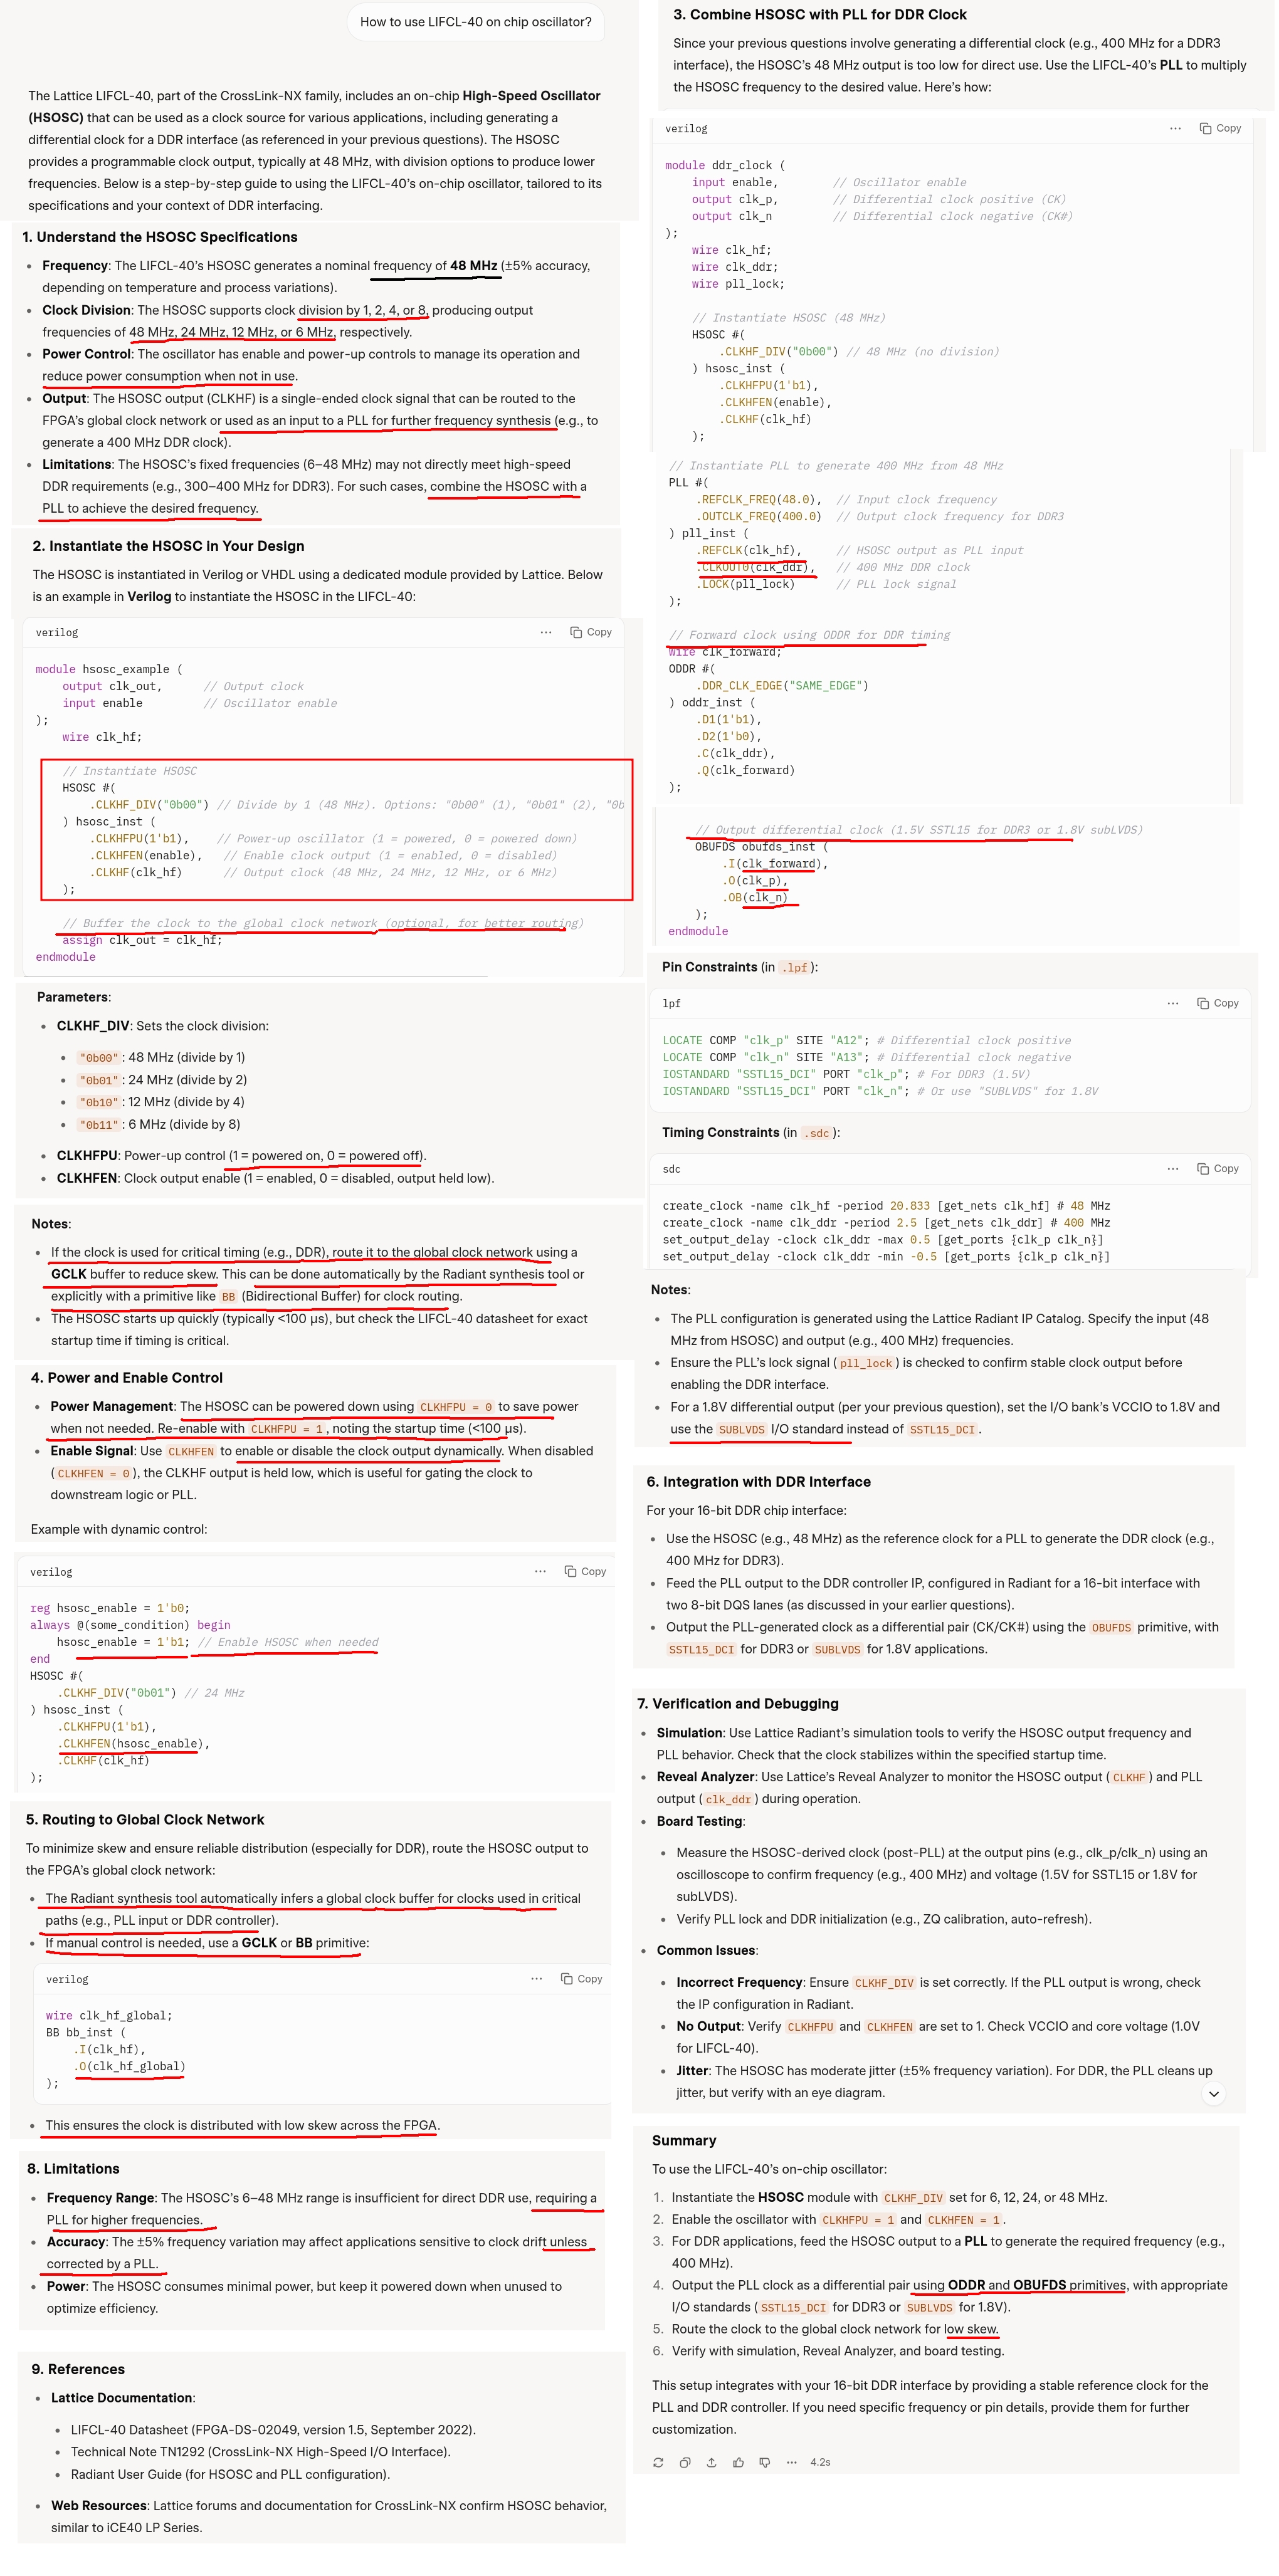 How to use LIFCL-40 on chip oscillator?
The Lattice LIFCL-40, part of the CrossLink-NX family, includes an on-chip High-Speed Oscillator
(HSOSC) that can be used as a clock source for various applications, including generating a
differential clock for a DDR interface (as referenced in your previous questions). The HSOSC
provides a programmable clock output, typically at 48 MHz, with division options to produce lower
frequencies. Below is a step-by-step guide to using the LIFCL-40's on-chip oscillator, tailored to its
specifications and your context of DDR interfacing.
1. Understand the HSOSC Specifications
• Frequency: The LIFCL-40's HSOSC generates a nominal frequency of 48 MHz (±5% accuracy,
depending on temperature and process variations).
• Clock Division: The HSOSC supports clock division by 1, 2, 4, or 8, producing output
frequencies of 48 MHz, 24 MHz, 12 MHz, or 6 MHz, respectively.
• Power Control: The oscillator has enable and power-up controls to manage its operation and
reduce power consumption when not in use.
• Output: The HSOSC output (CLKHF) is a single-ended clock signal that can be routed to the
FPGA's global clock network or used as an input to a PLL for further frequency synthesis (e.g., to
generate a 400 MHz DDR clock).
• Limitations: The HSOSC's fixed frequencies (6–48 MHz) may not directly meet high-speed
DDR requirements (e.g., 300–400 MHz for DDR3). For such cases, combine the HSOSC with a
PLL to achieve the desired frequency.
2. Instantiate the HSOSC in Your Design
The HSOSC is instantiated in Verilog or VHDL using a dedicated module provided by Lattice. Below
is an example in Verilog to instantiate the HSOSC in the LIFCL-40:
verilog
Copy
module hsosc_example (
output clk_out, // Output clock
input enable // Oscillator enable
);
wire clk_hf;
// Instantiate HSOSC
HSOSC #(
.CLKHF_DIV("0b00") // Divide by 1 (48 MHz). Options: "0b00" (1), "0b01" (2), "0b
) hsosc_inst (
.CLKHFPU(1'b1), // Power-up oscillator (1 = powered, 0 = powered down)
.CLKHFEN(enable), // Enable clock output (1 = enabled, 0 = disabled)
.CLKHF(clk_hf) // Output clock (48 MHz, 24 MHz, 12 MHz, or 6 MHz)
);
// Buffer the clock to the global clock network (optional, for better routing)
assign clk_out = clk_hf;
endmodule
Parameters:
• CLKHF_DIV: Sets the clock division:
• "0b00": 48 MHz (divide by 1)
• "0b01": 24 MHz (divide by 2)
• "0b10": 12 MHz (divide by 4)
• "0b11": 6 MHz (divide by 8)
• CLKHFPU: Power-up control (1 = powered on, 0 = powered off).
• CLKHFEN: Clock output enable (1 = enabled, 0 = disabled, output held low).
Notes:
• If the clock is used for critical timing (e.g., DDR), route it to the global clock network using a
GCLK buffer to reduce skew. This can be done automatically by the Radiant synthesis tool or
explicitly with a primitive like BB (Bidirectional Buffer) for clock routing.
• The HSOSC starts up quickly (typically <100 µs), but check the LIFCL-40 datasheet for exact
startup time if timing is critical.
4. Power and Enable Control
• Power Management: The HSOSC can be powered down using CLKHFPU = 0 to save power
when not needed. Re-enable with CLKHFPU = 1, noting the startup time (<100 µs).
• Enable Signal: Use CLKHFEN to enable or disable the clock output dynamically. When disabled
(CLKHFEN = 0), the CLKHF output is held low, which is useful for gating the clock to
downstream logic or PLL.
Example with dynamic control:
verilog
Copy
reg hsosc_enable = 1'b0;
always @(some_condition) begin
hsosc_enable = 1'b1; // Enable HSOSC when needed
end
HSOSC #(
.CLKHF_DIV("0b01") // 24 MHz
) hsosc_inst (
.CLKHFPU(1'b1),
.CLKHFEN(hsosc_enable),
.CLKHF(clk_hf)
);
5. Routing to Global Clock Network
To minimize skew and ensure reliable distribution (especially for DDR), route the HSOSC output to
the FPGA's global clock network:
• The Radiant synthesis tool automatically infers a global clock buffer for clocks used in critical
paths (e.g., PLL input or DDR controller).
• If manual control is needed, use a GCLK or BB primitive:
verilog
Copy
wire clk_hf_global;
BB bb_inst (
.I(clk_hf),
.O(clk_hf_global)
);
• This ensures the clock is distributed with low skew across the FPGA.
8. Limitations
• Frequency Range: The HSOSC's 6–48 MHz range is insufficient for direct DDR use, requiring a
PLL for higher frequencies.
• Accuracy: The ±5% frequency variation may affect applications sensitive to clock drift unless
corrected by a PLL.
• Power: The HSOSC consumes minimal power, but keep it powered down when unused to
optimize efficiency.
9. References
• Lattice Documentation:
• LIFCL-40 Datasheet (FPGA-DS-02049, version 1.5, September 2022).
• Technical Note TN1292 (CrossLink-NX High-Speed I/O Interface).
• Radiant User Guide (for HSOSC and PLL configuration).
• Web Resources: Lattice forums and documentation for CrossLink-NX confirm HSOSC behavior,
similar to iCE40 LP Series.
3. Combine HSOSC with PLL for DDR Clock
Since your previous questions involve generating a differential clock (e.g., 400 MHz for a DDR3
interface), the HSOSC's 48 MHz output is too low for direct use. Use the LIFCL-40's PLL to multiply
the HSOSC frequency to the desired value. Here's how:
verilog
Copy
module ddr_clock (
input enable, // Oscillator enable
output clk_p, // Differential clock positive (CK)
output clk_n // Differential clock negative (CK#)
);
wire clk_hf;
wire clk_ddr;
wire pll_lock;
// Instantiate HSOSC (48 MHz)
HSOSC #(
.CLKHF_DIV("0b00") // 48 MHz (no division)
) hsosc_inst (
.CLKHFPU(1'b1),
.CLKHFEN(enable),
.CLKHF(clk_hf)
);
// Instantiate PLL to generate 400 MHz from 48 MHz
PLL #(
.REFCLK_FREQ(48.0), // Input clock frequency
.OUTCLK_FREQ(400.0) // Output clock frequency for DDR3
) pll_inst (
.REFCLK(clk_hf), // HSOSC output as PLL input
.CLKOUT0(clk_ddr), // 400 MHz DDR clock
.LOCK(pll_lock) // PLL lock signal
);
// Forward clock using ODDR for DDR timing
wire clk_forward;
ODDR #(
.DDR_CLK_EDGE("SAME_EDGE")
) oddr_inst (
.D1(1'b1),
.D2(1'b0),
.C(clk_ddr),
.Q(clk_forward)
);
// Output differential clock (1.5V SSTL15 for DDR3 or 1.8V subLVDS)
OBUFDS obufds_inst (
.I(clk_forward),
.O(clk_p),
.OB(clk_n)
);
endmodule
Pin Constraints (in .lpf):
lpf
Copy
LOCATE COMP "clk_p" SITE "A12"; # Differential clock positive
LOCATE COMP "clk_n" SITE "A13"; # Differential clock negative
IOSTANDARD "SSTL15_DCI" PORT "clk_p"; # For DDR3 (1.5V)
IOSTANDARD "SSTL15_DCI" PORT "clk_n"; # Or use "SUBLVDS" for 1.8V
Timing Constraints (in .sdc):
sdc
Copy
create_clock -name clk_hf -period 20.833 [get_nets clk_hf] # 48 MHz
create_clock -name clk_ddr -period 2.5 [get_nets clk_ddr] # 400 MHz
set_output_delay -clock clk_ddr -max 0.5 [get_ports {clk_p clk_n}]
set_output_delay -clock clk_ddr -min -0.5 [get_ports {clk_p clk_n}]
Notes:
• The PLL configuration is generated using the Lattice Radiant IP Catalog. Specify the input (48
MHz from HSOSC) and output (e.g., 400 MHz) frequencies.
• Ensure the PLL's lock signal (pll_lock) is checked to confirm stable clock output before
enabling the DDR interface.
• For a 1.8V differential output (per your previous question), set the I/O bank's VCCIO to 1.8V and
use the SUBLVDS I/O standard instead of SSTL15_DCI.
6. Integration with DDR Interface
For your 16-bit DDR chip interface:
• Use the HSOSC (e.g., 48 MHz) as the reference clock for a PLL to generate the DDR clock (e.g.,
400 MHz for DDR3).
• Feed the PLL output to the DDR controller IP, configured in Radiant for a 16-bit interface with
two 8-bit DQS lanes (as discussed in your earlier questions).
• Output the PLL-generated clock as a differential pair (CK/CK#) using the OBUFDS primitive, with
SSTL15_DCI for DDR3 or SUBLVDS for 1.8V applications.
7. Verification and Debugging
• Simulation: Use Lattice Radiant's simulation tools to verify the HSOSC output frequency and
PLL behavior. Check that the clock stabilizes within the specified startup time.
• Reveal Analyzer: Use Lattice's Reveal Analyzer to monitor the HSOSC output (CLKHF) and PLL
output (clk_ddr) during operation.
• Board Testing:
• Measure the HSOSC-derived clock (post-PLL) at the output pins (e.g., clk_p/clk_n) using an
oscilloscope to confirm frequency (e.g., 400 MHz) and voltage (1.5V for SSTL15 or 1.8V for
subLVDS).
• Verify PLL lock and DDR initialization (e.g., ZQ calibration, auto-refresh).
• Common Issues:
• Incorrect Frequency: Ensure CLKHF_DIV is set correctly. If the PLL output is wrong, check
the IP configuration in Radiant.
• No Output: Verify CLKHFPU and CLKHFEN are set to 1. Check VCCIO and core voltage (1.0V
for LIFCL-40).
• Jitter: The HSOSC has moderate jitter (±5% frequency variation). For DDR, the PLL cleans up
jitter, but verify with an eye diagram.
Summary
To use the LIFCL-40's on-chip oscillator:
1. Instantiate the HSOSC module with CLKHF_DIV set for 6, 12, 24, or 48 MHz.
2. Enable the oscillator with CLKHFPU = 1 and CLKHFEN = 1.
3. For DDR applications, feed the HSOSC output to a PLL to generate the required frequency (e.g.,
400 MHz).
4. Output the PLL clock as a differential pair using ODDR and OBUFDS primitives, with appropriate
I/O standards (SSTL15_DCI for DDR3 or SUBLVDS for 1.8V).
5. Route the clock to the global clock network for low skew.
6. Verify with simulation, Reveal Analyzer, and board testing.
This setup integrates with your 16-bit DDR interface by providing a stable reference clock for the
PLL and DDR controller. If you need specific frequency or pin details, provide them for further
customization.
4.2s